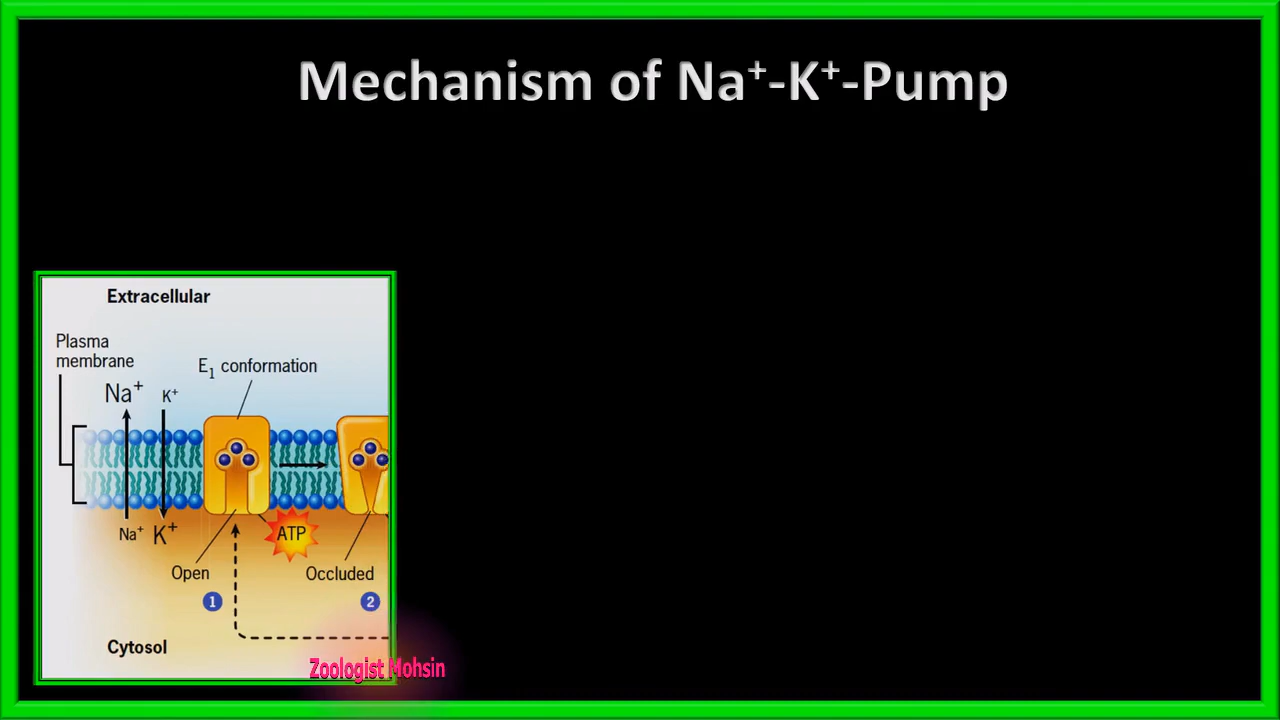 Mechanism of Na⁺-K⁺-Pump
Extracellular
Plasma
membrane
E₁ conformation
Na⁺ K⁺
Na⁺ K⁺
ATP
Open
Occluded
1
2
Cytosol
Zoologist Mohsin